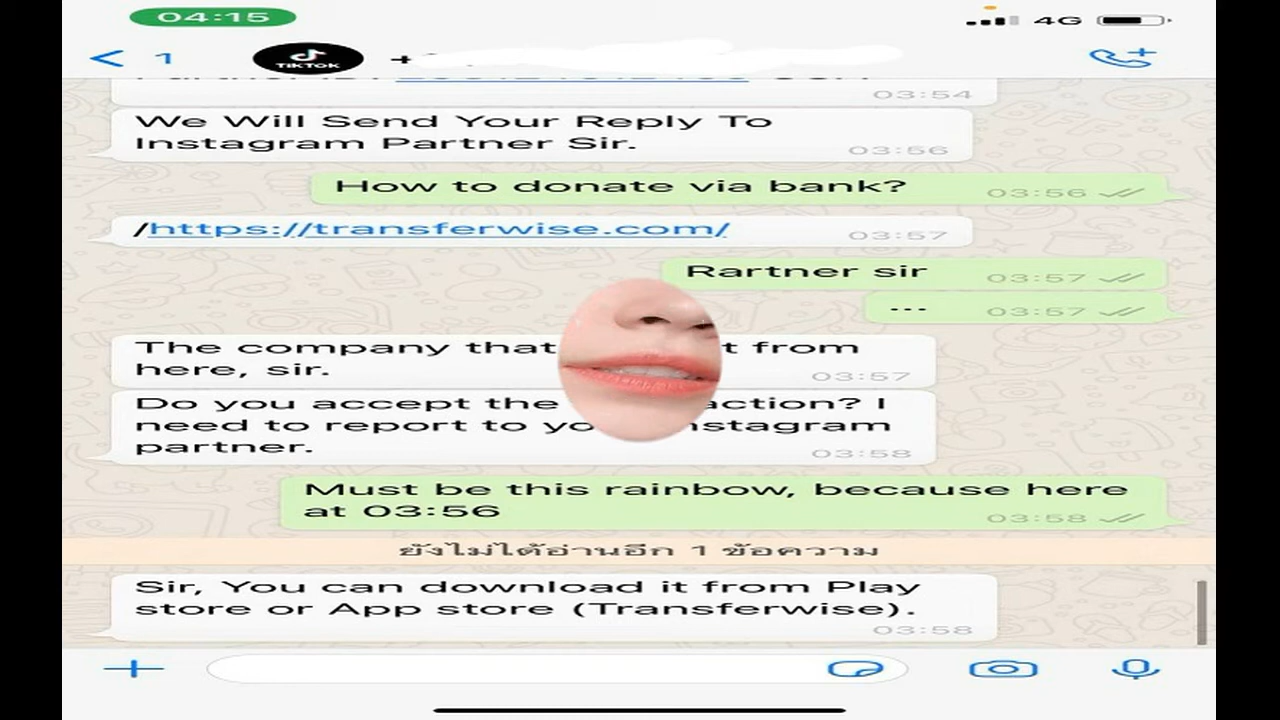 04:15
4G
1
TIKTOK
+
03:54
We Will Send Your Reply To
Instagram Partner Sir.
03:56
How to donate via bank?
03:56
/https://transferwise.com/
03:57
Rartner sir
03:57
...
03:57
The company that t from
here, sir.
03:57
Do you accept the action? I
need to report to yo nstagram
partner.
03:58
Must be this rainbow, because here
at 03:56
03:58
ยังไม่ได้อ่านอีก 1 ข้อความ
Sir, You can download it from Play
store or App store (Transferwise).
03:58